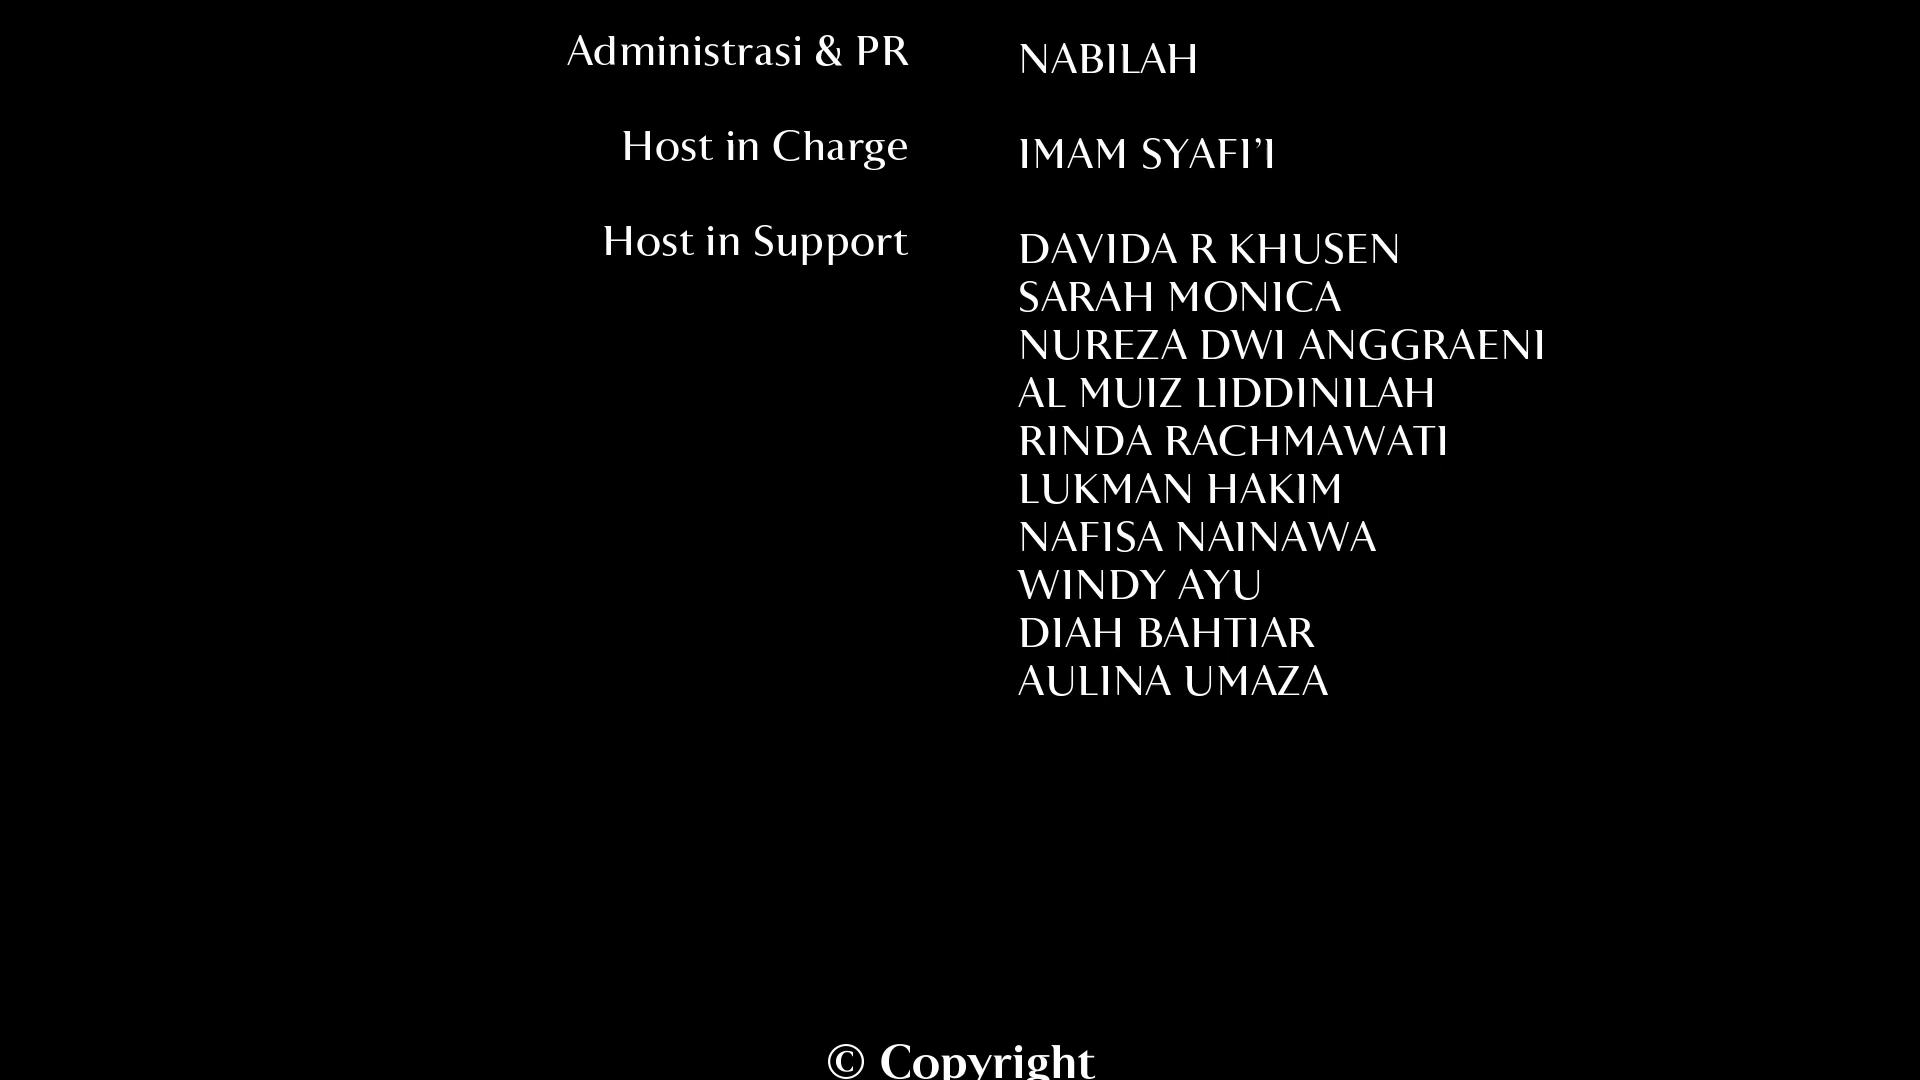 Administrasi & PR NABILAH
Host in Charge IMAM SYAFI’I
Host in Support DAVIDA R KHUSEN
SARAH MONICA
NUREZA DWI ANGGRAENI
AL MUIZ LIDDINILAH
RINDA RACHMAWATI
LUKMAN HAKIM
NAFISA NAINAWA
WINDY AYU
DIAH BAHTIAR
AULINA UMAZA
© Copyright